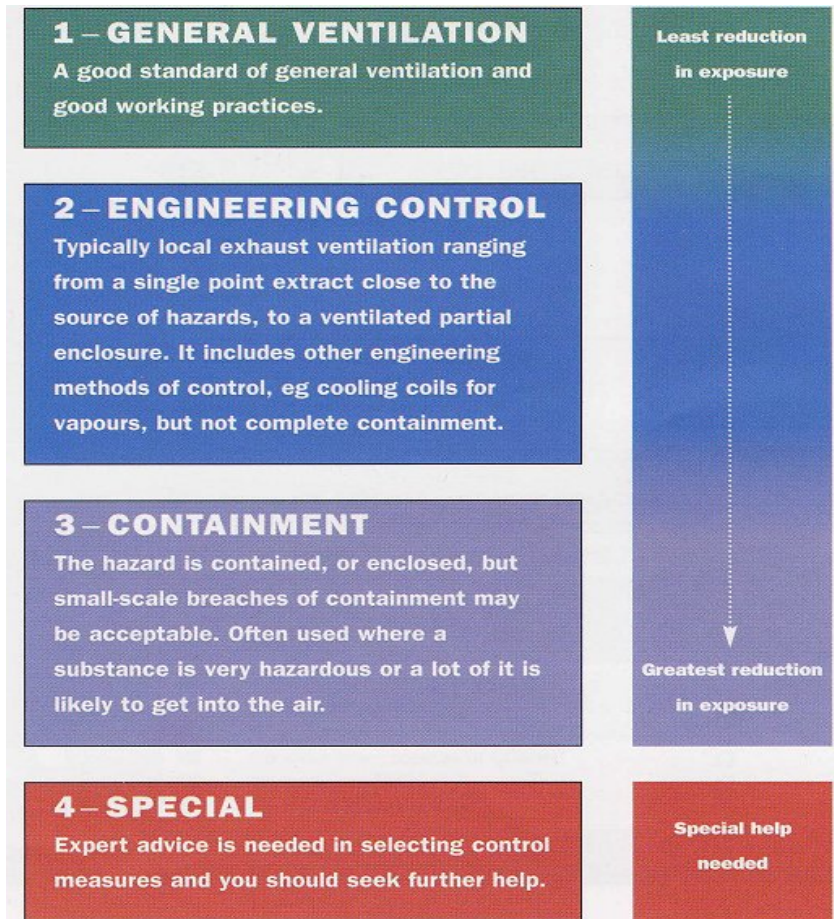 1 – GENERAL VENTILATION
A good standard of general ventilation and
good working practices.
Least reduction
in exposure
2 – ENGINEERING CONTROL
Typically local exhaust ventilation ranging
from a single point extract close to the
source of hazards, to a ventilated partial
enclosure. It includes other engineering
methods of control, eg cooling coils for
vapours, but not complete containment.
3 – CONTAINMENT
The hazard is contained, or enclosed, but
small-scale breaches of containment may
be acceptable. Often used where a
substance is very hazardous or a lot of it is
likely to get into the air.
Greatest reduction
in exposure
4 – SPECIAL
Expert advice is needed in selecting control
measures and you should seek further help.
Special help
needed